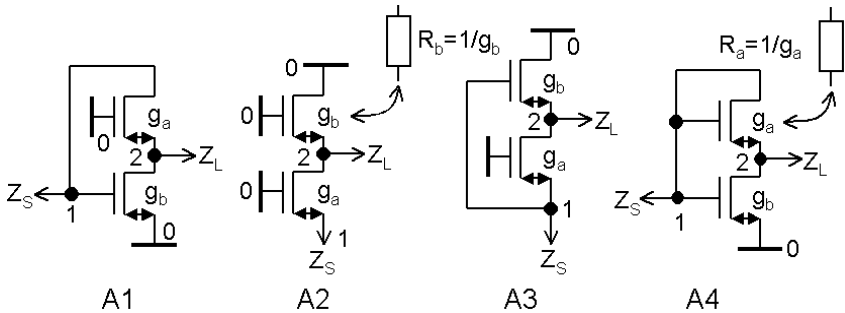 R_b=1/g_b
R_a=1/g_a
0
0
0
g_a
0
g_b
0
g_b
g_a
2
Z_L
2
Z_L
2
Z_L
2
Z_L
Z_S
1
g_b
0
g_a
g_a
Z_S
1
g_b
0
1
0
1
Z_S
Z_S
A1
A2
A3
A4